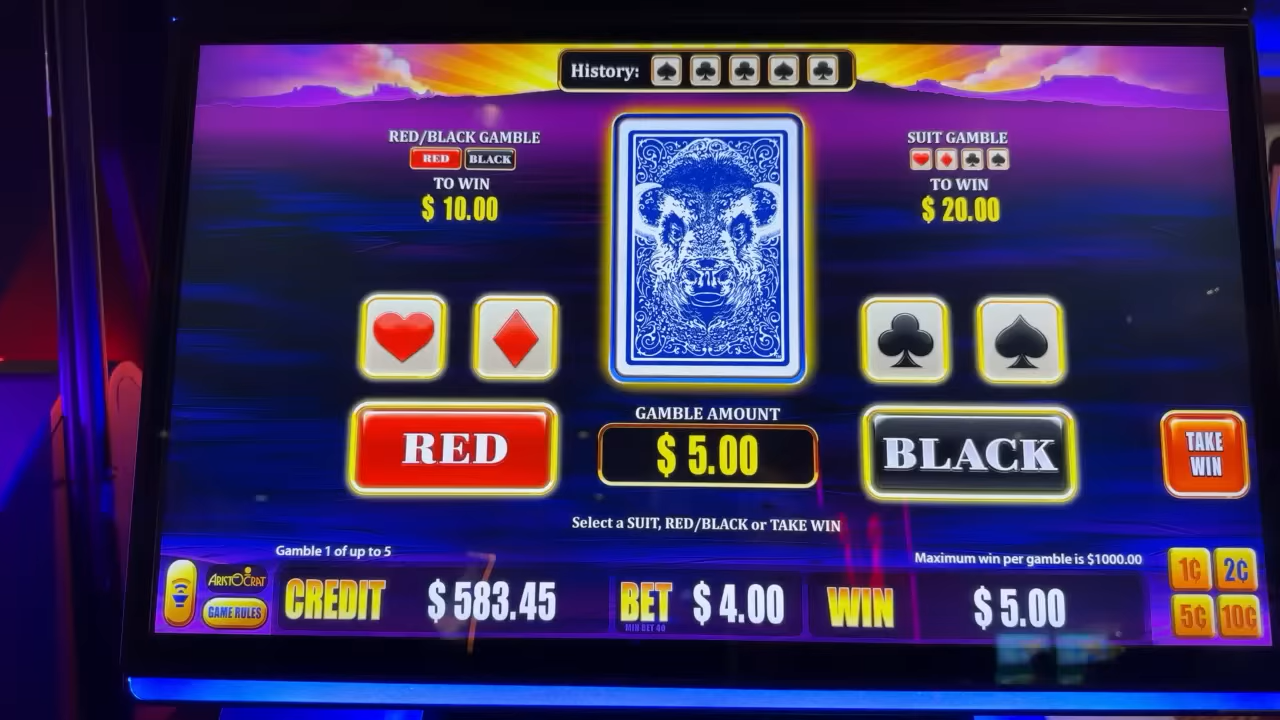 History:
RED/BLACK GAMBLE
RED BLACK
TO WIN
$ 10.00
SUIT GAMBLE
TO WIN
$ 20.00
RED
GAMBLE AMOUNT
$ 5.00
BLACK
TAKE
WIN
Select a SUIT, RED/BLACK or TAKE WIN
Gamble 1 of up to 5
Maximum win per gamble is $1000.00
ARISTOCRAT
GAME RULES
CREDIT $ 583.45
BET $ 4.00
MIN BET 40
WIN $ 5.00
1¢ 2¢
5¢ 10¢